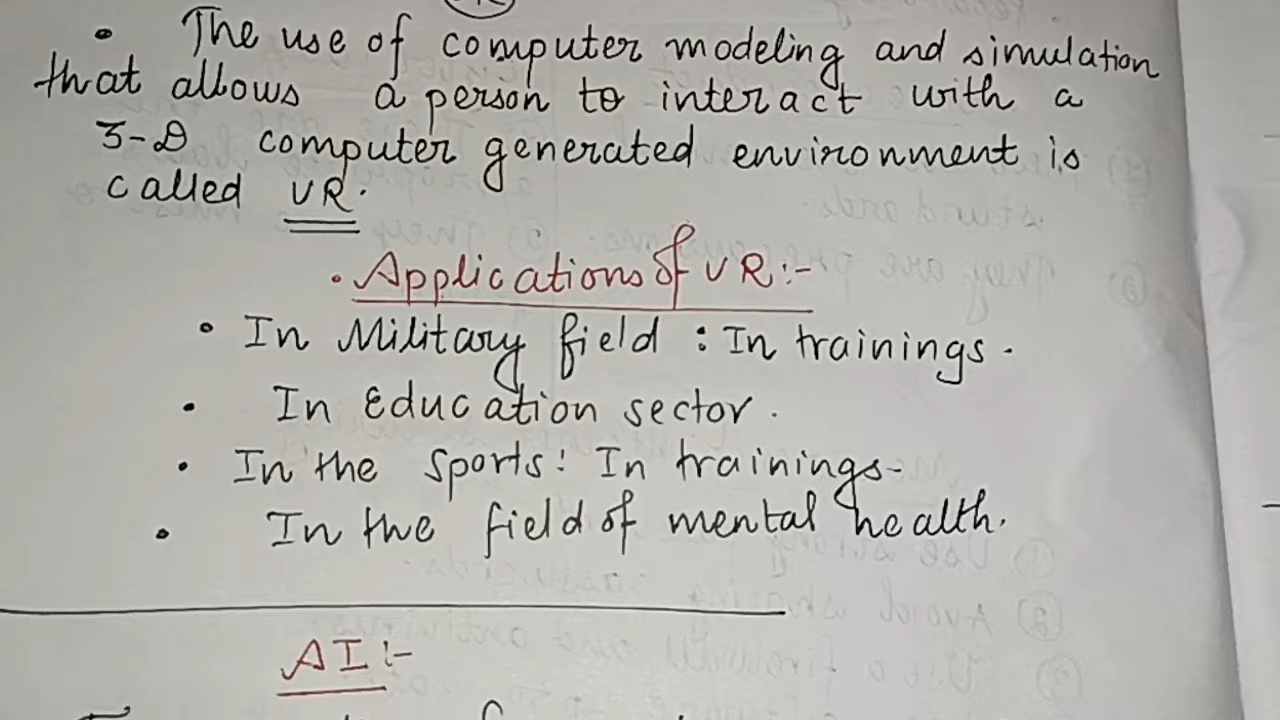 • The use of computer modeling and simulation
that allows a person to interact with a
3-D computer generated environment is
called VR.
• Applications of VR:-
• In Military field : In trainings.
• In Education sector.
• In the Sports: In trainings-
• In the field of mental health.
AI:-